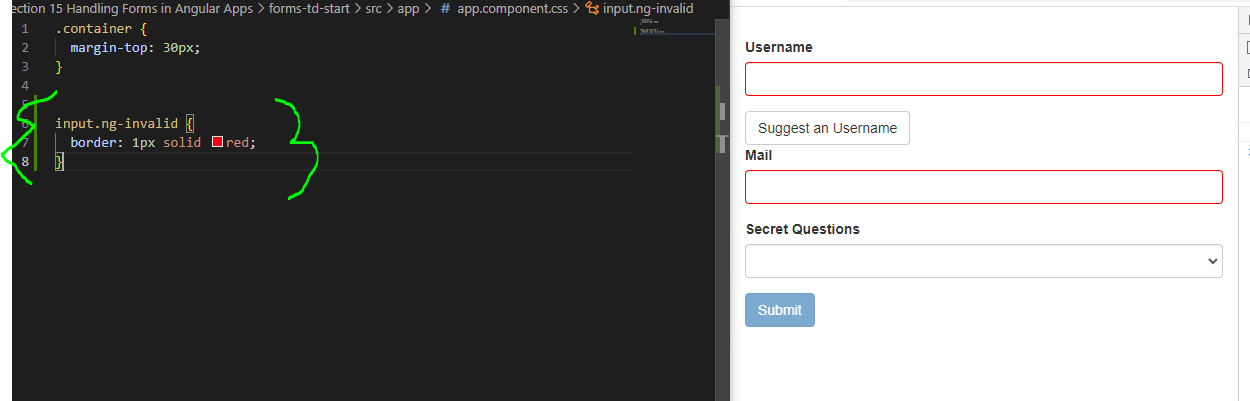 ection 15 Handling Forms in Angular Apps > forms-td-start > src > app > # app.component.css > input.ng-invalid
1 .container {
2 margin-top: 30px;
3 }
4
5
6 input.ng-invalid {
7 border: 1px solid red;
8 }
Username
Suggest an Username
Mail
Secret Questions
Submit